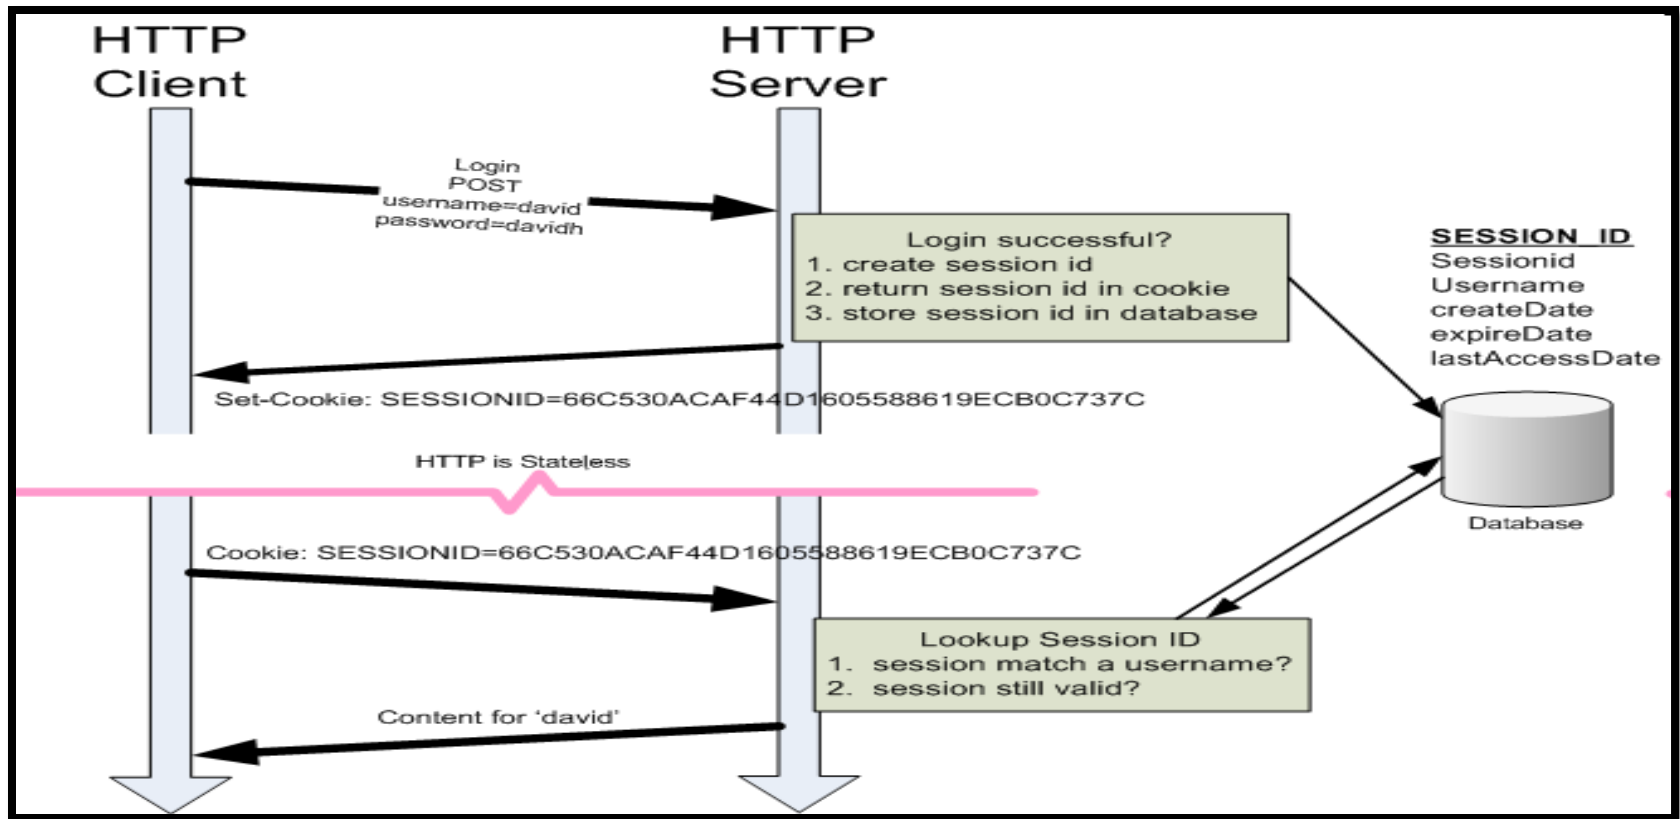 HTTP
Client
HTTP
Server
Login
POST
username=david
password=davidh
Login successful?
1. create session id
2. return session id in cookie
3. store session id in database
SESSION_ID
Sessionid
Username
createDate
expireDate
lastAccessDate
Set-Cookie: SESSIONID=66C530ACAF44D1605588619ECB0C737C
HTTP is Stateless
Database
Cookie: SESSIONID=66C530ACAF44D1605588619ECB0C737C
Lookup Session ID
1. session match a username?
2. session still valid?
Content for ‘david’